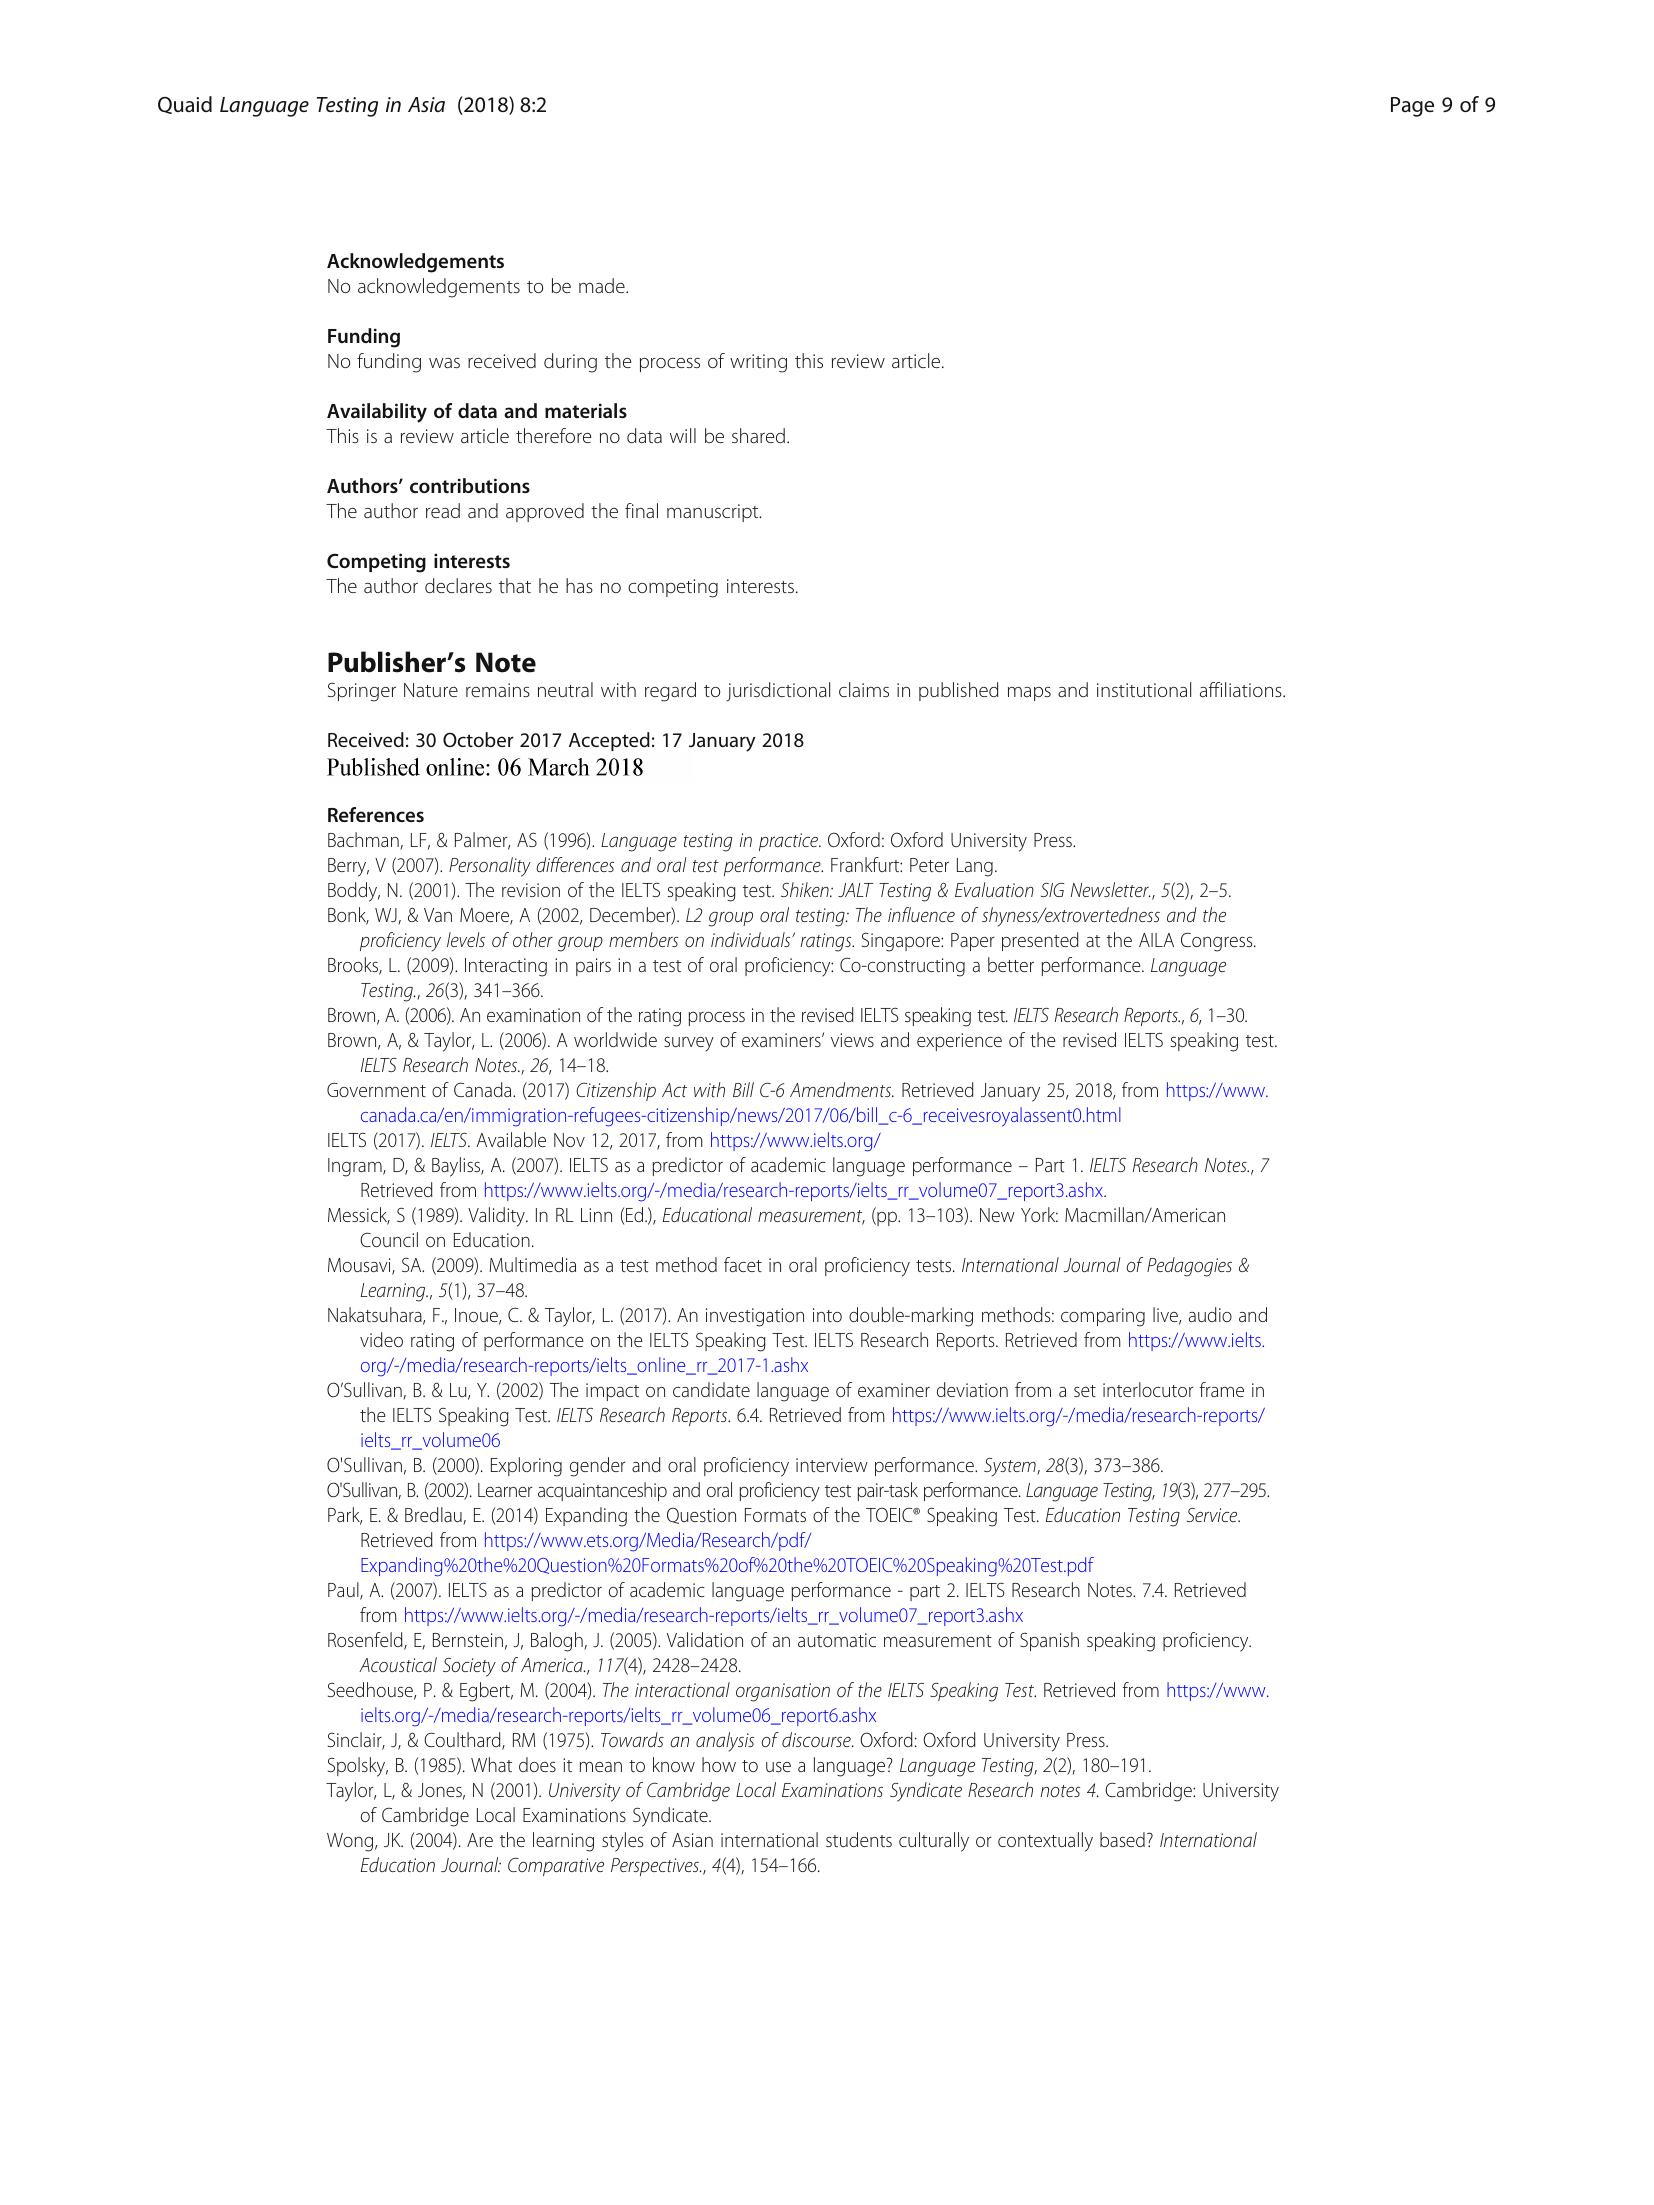 Quaid Language Testing in Asia (2018) 8:2
Page 9 of 9
Acknowledgements
No acknowledgements to be made.
Funding
No funding was received during the process of writing this review article.
Availability of data and materials
This is a review article therefore no data will be shared.
Authors’ contributions
The author read and approved the final manuscript.
Competing interests
The author declares that he has no competing interests.
Publisher’s Note
Springer Nature remains neutral with regard to jurisdictional claims in published maps and institutional affiliations.
Received: 30 October 2017 Accepted: 17 January 2018
Published online: 06 March 2018
References
Bachman, LF, & Palmer, AS (1996). Language testing in practice. Oxford: Oxford University Press.
Berry, V (2007). Personality differences and oral test performance. Frankfurt: Peter Lang.
Boddy, N. (2001). The revision of the IELTS speaking test. Shiken: JALT Testing & Evaluation SIG Newsletter., 5(2), 2–5.
Bonk, WJ, & Van Moere, A (2002, December). L2 group oral testing: The influence of shyness/extrovertedness and the
proficiency levels of other group members on individuals’ ratings. Singapore: Paper presented at the AILA Congress.
Brooks, L. (2009). Interacting in pairs in a test of oral proficiency: Co-constructing a better performance. Language
Testing., 26(3), 341–366.
Brown, A. (2006). An examination of the rating process in the revised IELTS speaking test. IELTS Research Reports., 6, 1–30.
Brown, A, & Taylor, L. (2006). A worldwide survey of examiners’ views and experience of the revised IELTS speaking test.
IELTS Research Notes., 26, 14–18.
Government of Canada. (2017) Citizenship Act with Bill C-6 Amendments. Retrieved January 25, 2018, from https://www.
canada.ca/en/immigration-refugees-citizenship/news/2017/06/bill_c-6_receivesroyalassent0.html
IELTS (2017). IELTS. Available Nov 12, 2017, from https://www.ielts.org/
Ingram, D, & Bayliss, A. (2007). IELTS as a predictor of academic language performance – Part 1. IELTS Research Notes., 7
Retrieved from https://www.ielts.org/-/media/research-reports/ielts_rr_volume07_report3.ashx.
Messick, S (1989). Validity. In RL Linn (Ed.), Educational measurement, (pp. 13–103). New York: Macmillan/American
Council on Education.
Mousavi, SA. (2009). Multimedia as a test method facet in oral proficiency tests. International Journal of Pedagogies &
Learning., 5(1), 37–48.
Nakatsuhara, F., Inoue, C. & Taylor, L. (2017). An investigation into double-marking methods: comparing live, audio and
video rating of performance on the IELTS Speaking Test. IELTS Research Reports. Retrieved from https://www.ielts.
org/-/media/research-reports/ielts_online_rr_2017-1.ashx
O’Sullivan, B. & Lu, Y. (2002) The impact on candidate language of examiner deviation from a set interlocutor frame in
the IELTS Speaking Test. IELTS Research Reports. 6.4. Retrieved from https://www.ielts.org/-/media/research-reports/
ielts_rr_volume06
O'Sullivan, B. (2000). Exploring gender and oral proficiency interview performance. System, 28(3), 373–386.
O'Sullivan, B. (2002). Learner acquaintanceship and oral proficiency test pair-task performance. Language Testing, 19(3), 277–295.
Park, E. & Bredlau, E. (2014) Expanding the Question Formats of the TOEIC® Speaking Test. Education Testing Service.
Retrieved from https://www.ets.org/Media/Research/pdf/
Expanding%20the%20Question%20Formats%20of%20the%20TOEIC%20Speaking%20Test.pdf
Paul, A. (2007). IELTS as a predictor of academic language performance - part 2. IELTS Research Notes. 7.4. Retrieved
from https://www.ielts.org/-/media/research-reports/ielts_rr_volume07_report3.ashx
Rosenfeld, E, Bernstein, J, Balogh, J. (2005). Validation of an automatic measurement of Spanish speaking proficiency.
Acoustical Society of America., 117(4), 2428–2428.
Seedhouse, P. & Egbert, M. (2004). The interactional organisation of the IELTS Speaking Test. Retrieved from https://www.
ielts.org/-/media/research-reports/ielts_rr_volume06_report6.ashx
Sinclair, J, & Coulthard, RM (1975). Towards an analysis of discourse. Oxford: Oxford University Press.
Spolsky, B. (1985). What does it mean to know how to use a language? Language Testing, 2(2), 180–191.
Taylor, L, & Jones, N (2001). University of Cambridge Local Examinations Syndicate Research notes 4. Cambridge: University
of Cambridge Local Examinations Syndicate.
Wong, JK. (2004). Are the learning styles of Asian international students culturally or contextually based? International
Education Journal: Comparative Perspectives., 4(4), 154–166.